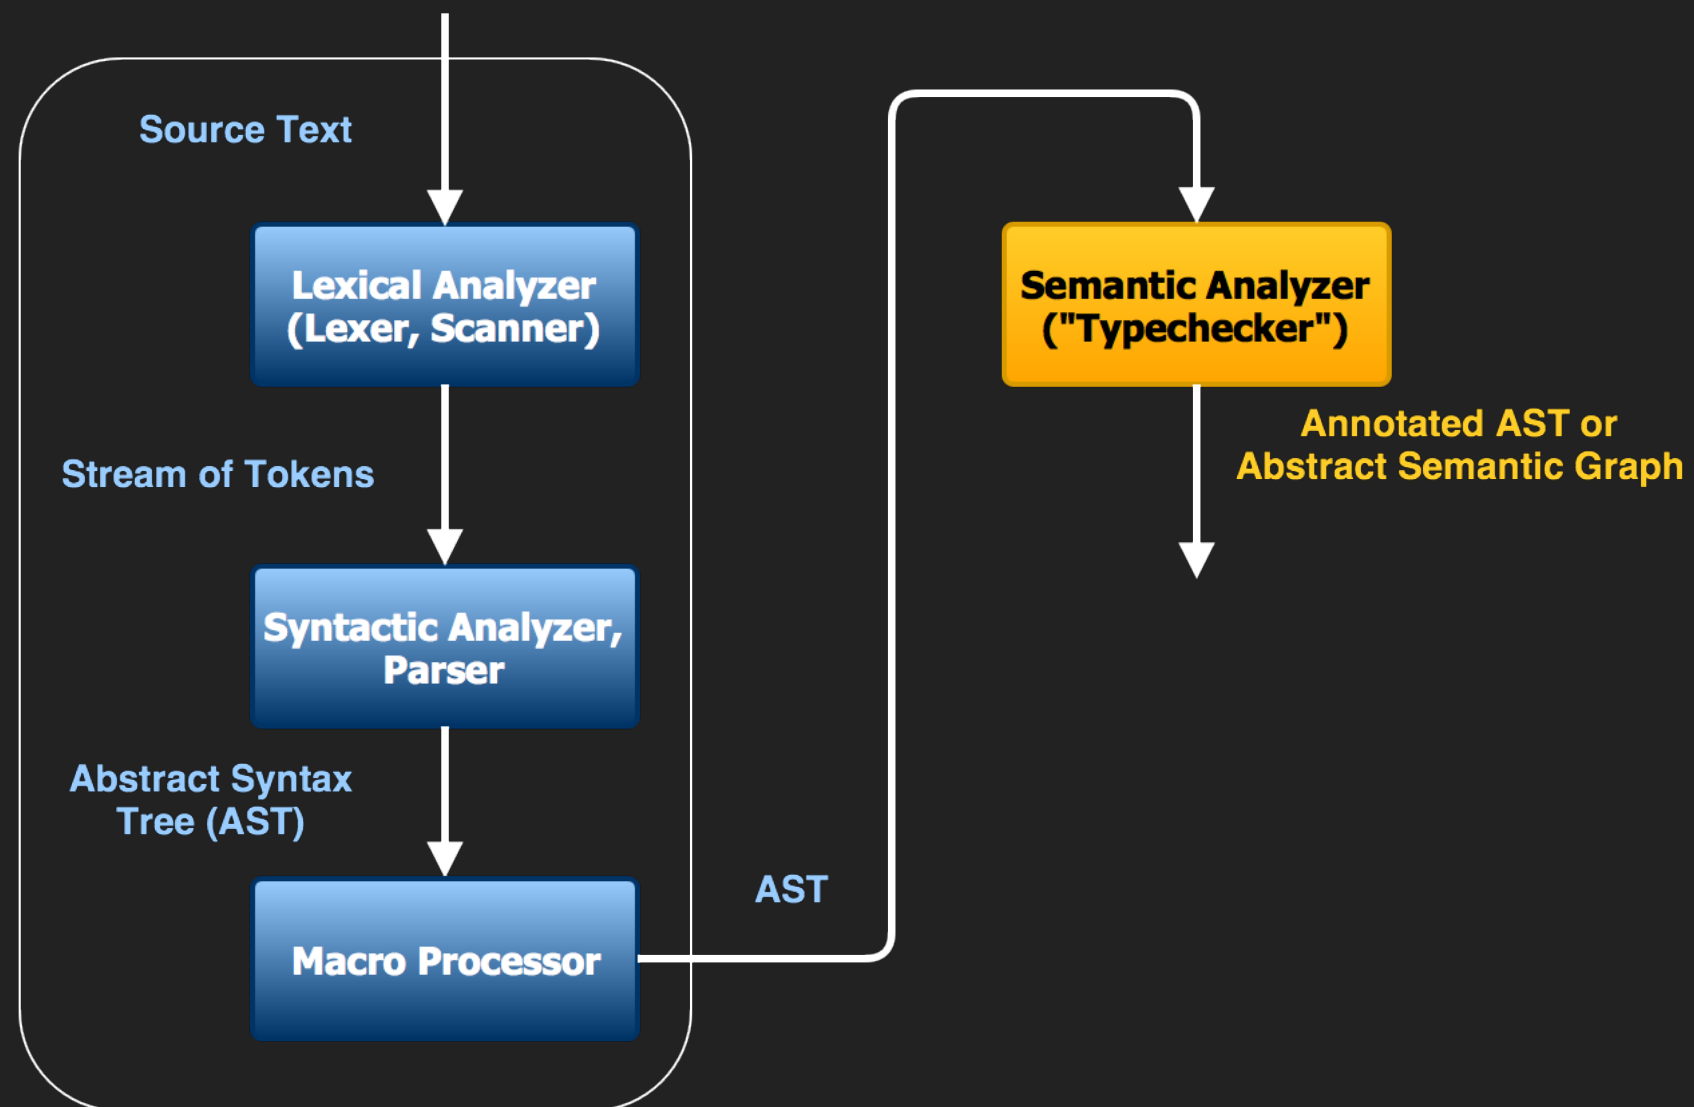 Source Text
Lexical Analyzer
(Lexer, Scanner)
Stream of Tokens
Syntactic Analyzer,
Parser
Abstract Syntax
Tree (AST)
Macro Processor
AST
Semantic Analyzer
("Typechecker")
Annotated AST or
Abstract Semantic Graph